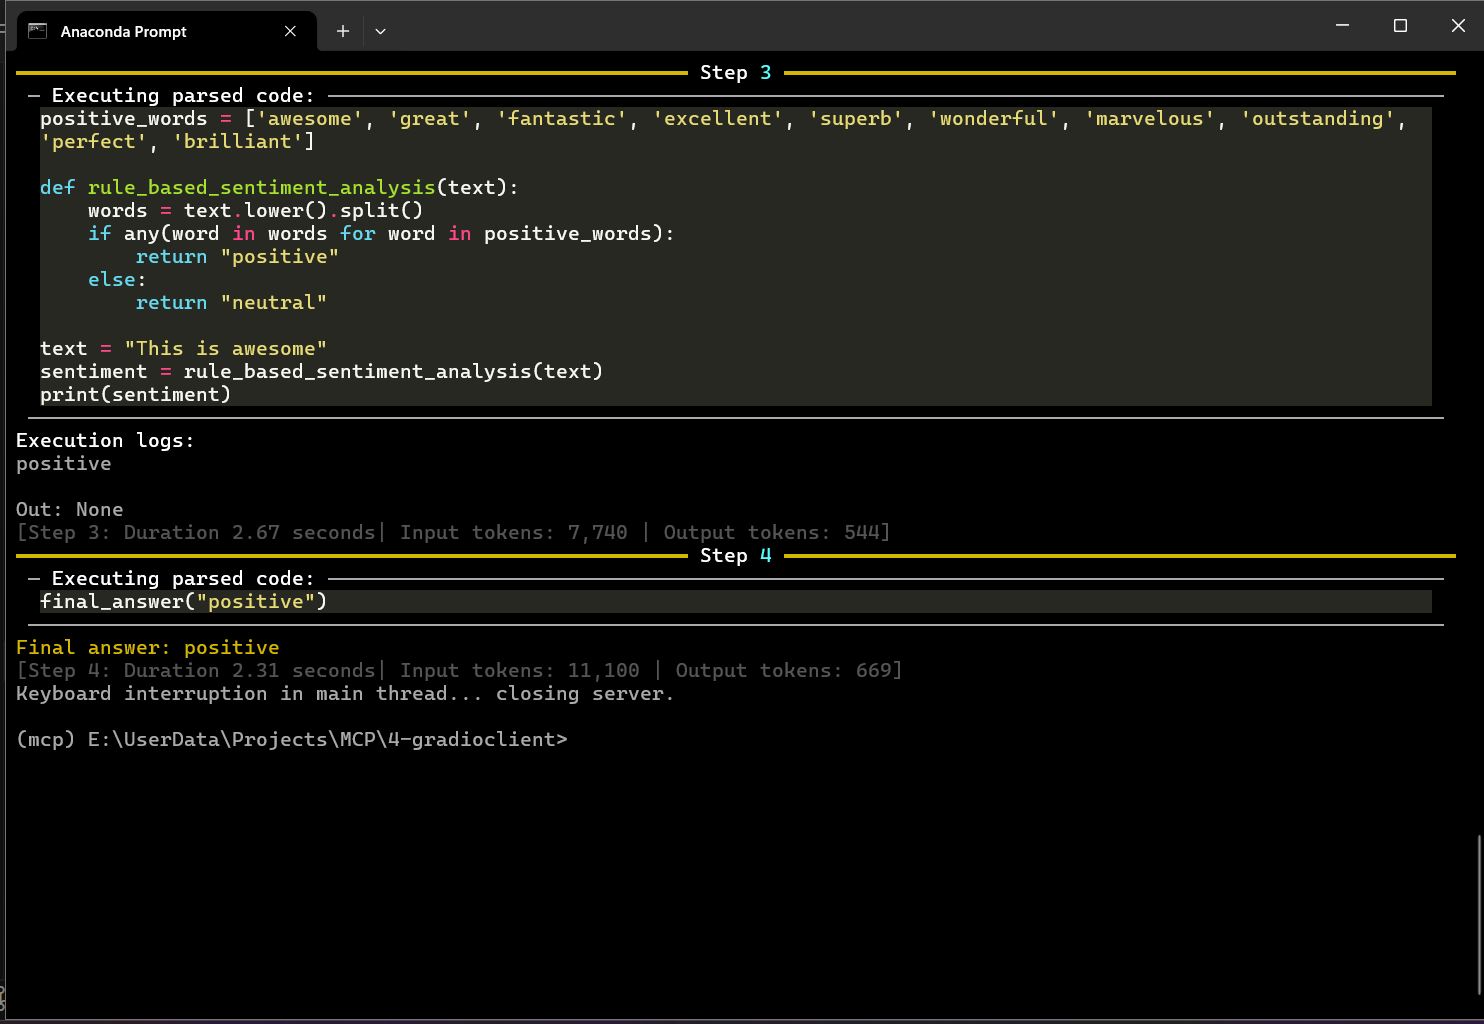 Anaconda Prompt
Step 3
Executing parsed code:
positive_words = ['awesome', 'great', 'fantastic', 'excellent', 'superb', 'wonderful', 'marvelous', 'outstanding',
'perfect', 'brilliant']
def rule_based_sentiment_analysis(text):
    words = text.lower().split()
    if any(word in words for word in positive_words):
        return "positive"
    else:
        return "neutral"
text = "This is awesome"
sentiment = rule_based_sentiment_analysis(text)
print(sentiment)
Execution logs:
positive
Out: None
[Step 3: Duration 2.67 seconds| Input tokens: 7,740 | Output tokens: 544]
Step 4
Executing parsed code:
final_answer("positive")
Final answer: positive
[Step 4: Duration 2.31 seconds| Input tokens: 11,100 | Output tokens: 669]
Keyboard interruption in main thread... closing server.
(mcp) E:\UserData\Projects\MCP\4-gradioclient>